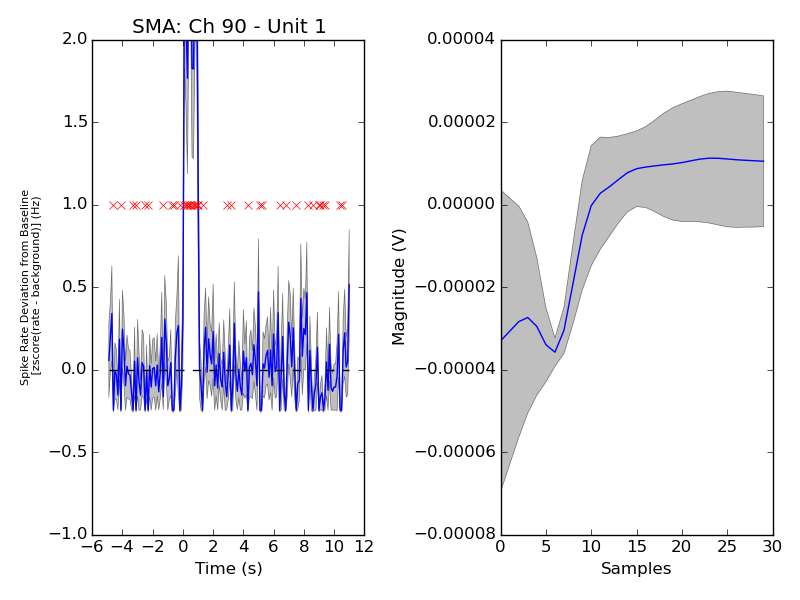 SMA: Ch 90 - Unit 1
2.0
1.5
1.0
0.5
0.0
−0.5
−1.0
−6 −4 −2 0 2 4 6 8 10 12
Time (s)
Spike Rate Deviation from Baseline
[zscore(rate - background)] (Hz)
0.00004
0.00002
0.00000
−0.00002
−0.00004
−0.00006
−0.00008
0 5 10 15 20 25 30
Samples
Magnitude (V)